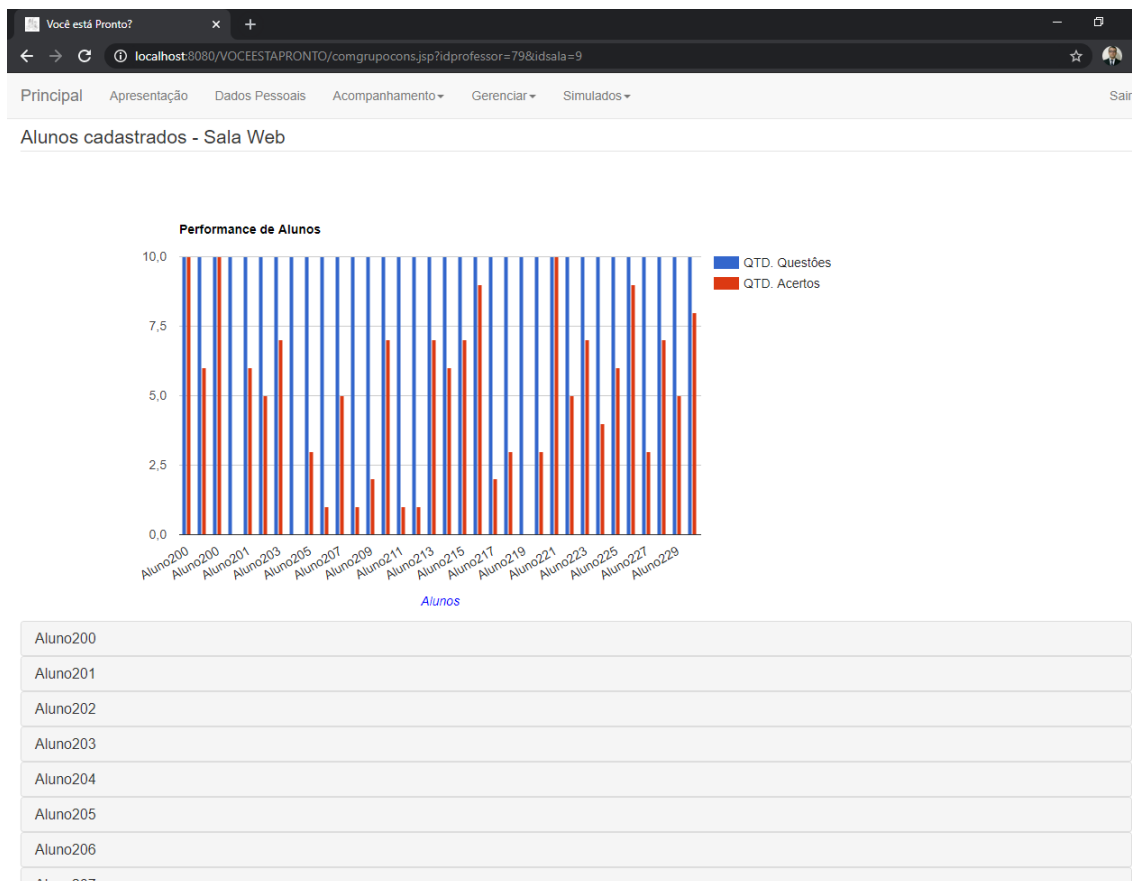 Você está Pronto?
localhost:8080/VOCEESTAPRONTO/comgrupocons.jsp?idprofessor=79&idsala=9
Principal Apresentação Dados Pessoais Acompanhamento Gerenciar Simulados Sair
Alunos cadastrados - Sala Web
Performance de Alunos
QTD. Questões
QTD. Acertos
10,0
7,5
5,0
2,5
0,0
Aluno200 Aluno200 Aluno201 Aluno203 Aluno205 Aluno207 Aluno209 Aluno211 Aluno213 Aluno215 Aluno217 Aluno219 Aluno221 Aluno223 Aluno225 Aluno227 Aluno229
Alunos
Aluno200
Aluno201
Aluno202
Aluno203
Aluno204
Aluno205
Aluno206